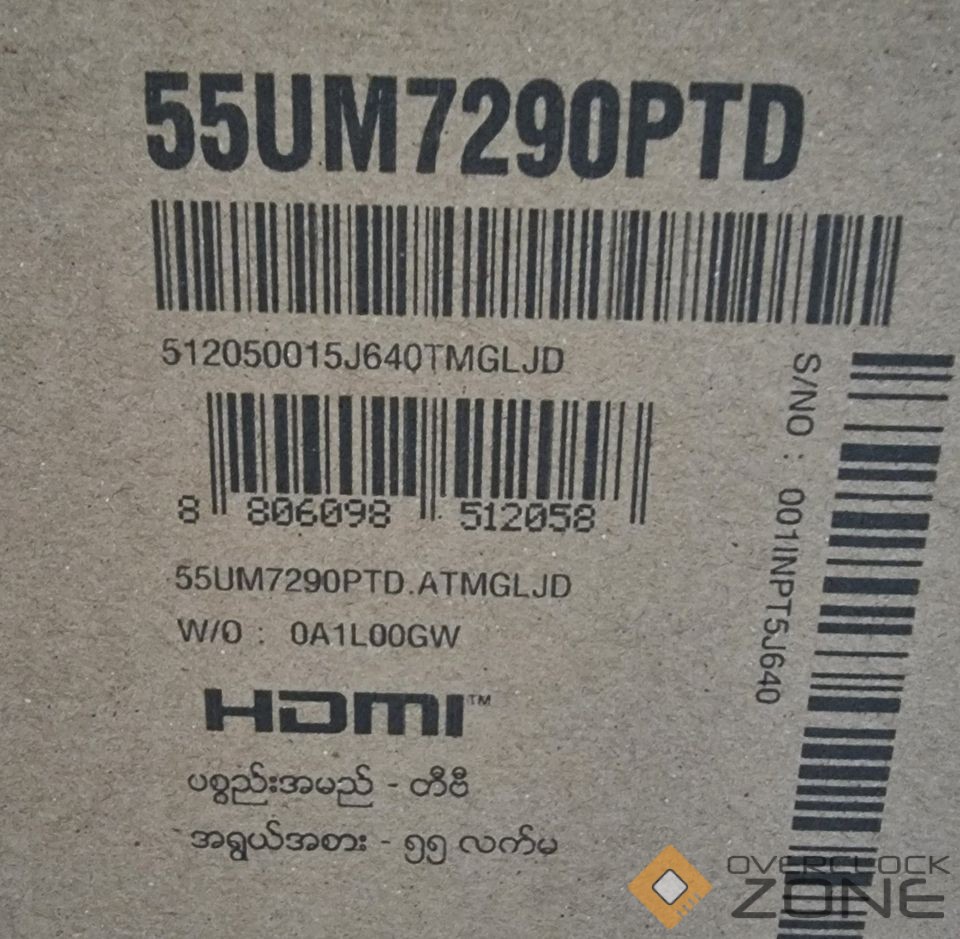 55UM7290PTD
512050015J640TMGLJD
S/NO : 001INPT5J640
8 806098 512058
55UM7290PTD.ATMGLJD
W/O : 0A1L00GW
HDMI™
ပစ္စည်းအမည် - တီဗီ
အရွယ်အစား - ၅၅ လက်မ
OVERCLOCK
ZONE